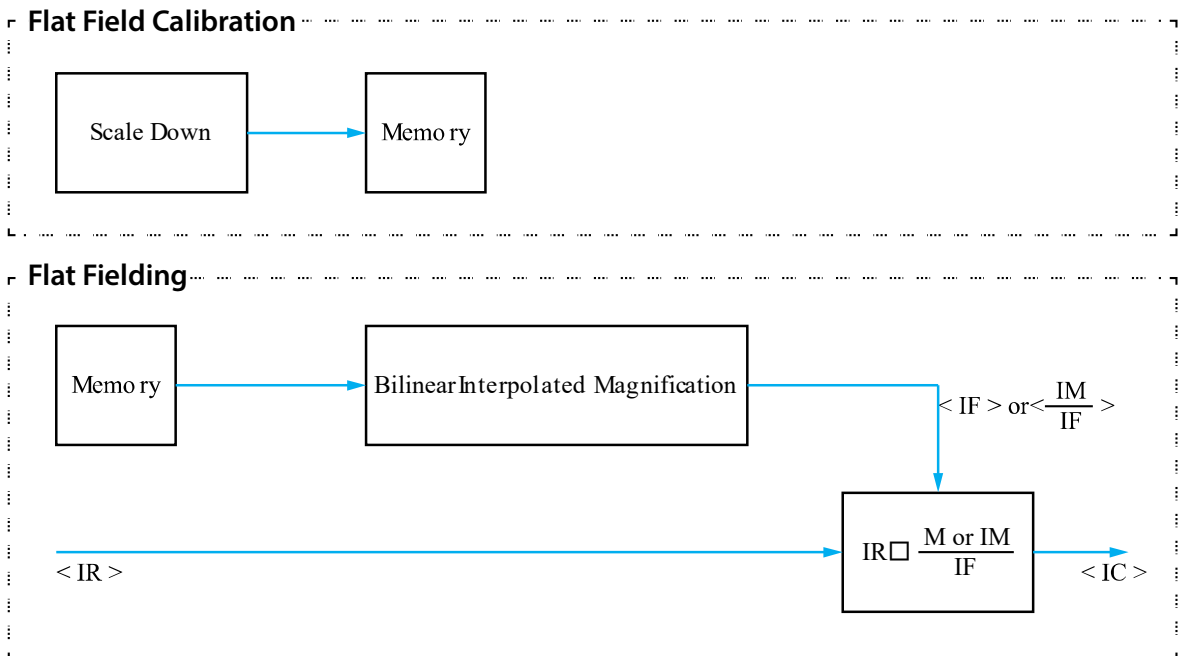 Flat Field Calibration
Scale Down
Memo ry
Flat Fielding
Memo ry
BilinearInterpolated Magnification
< IF > or< IM / IF >
IR□ M or IM / IF
< IR >
< IC >